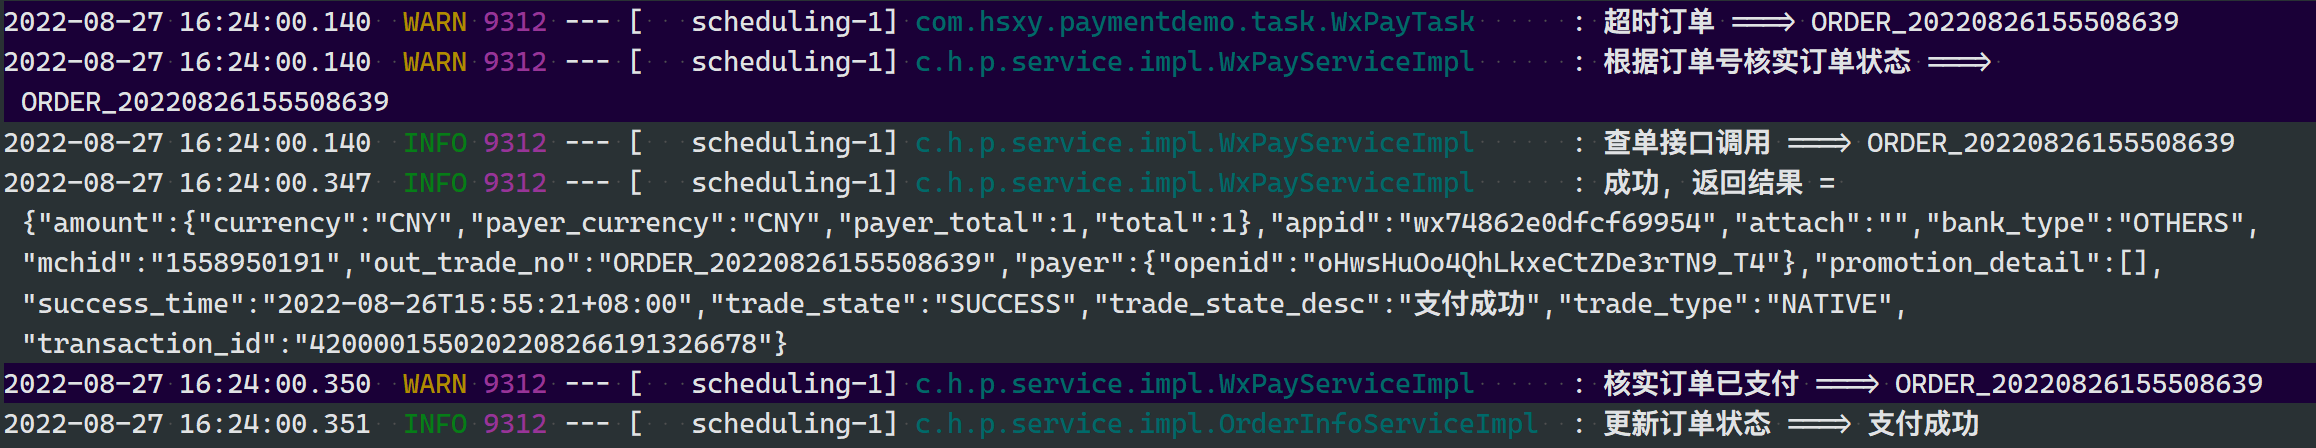 2022-08-27 16:24:00.140  WARN 9312 --- [   scheduling-1] com.hsxy.paymentdemo.task.WxPayTask      : 超时订单 ===> ORDER_20220826155508639
2022-08-27 16:24:00.140  WARN 9312 --- [   scheduling-1] c.h.p.service.impl.WxPayServiceImpl      : 根据订单号核实订单状态 ===>
ORDER_20220826155508639
2022-08-27 16:24:00.140  INFO 9312 --- [   scheduling-1] c.h.p.service.impl.WxPayServiceImpl      : 查单接口调用 ===> ORDER_20220826155508639
2022-08-27 16:24:00.347  INFO 9312 --- [   scheduling-1] c.h.p.service.impl.WxPayServiceImpl      : 成功, 返回结果 =
{"amount":{"currency":"CNY","payer_currency":"CNY","payer_total":1,"total":1},"appid":"wx74862e0dfcf69954","attach":"","bank_type":"OTHERS",
"mchid":"1558950191","out_trade_no":"ORDER_20220826155508639","payer":{"openid":"oHwsHuOo4QhLkxeCtZDe3rTN9_T4"},"promotion_detail":[],
"success_time":"2022-08-26T15:55:21+08:00","trade_state":"SUCCESS","trade_state_desc":"支付成功","trade_type":"NATIVE",
"transaction_id":"4200001550202208266191326678"}
2022-08-27 16:24:00.350  WARN 9312 --- [   scheduling-1] c.h.p.service.impl.WxPayServiceImpl      : 核实订单已支付 ===> ORDER_20220826155508639
2022-08-27 16:24:00.351  INFO 9312 --- [   scheduling-1] c.h.p.service.impl.OrderInfoServiceImpl  : 更新订单状态 ===> 支付成功